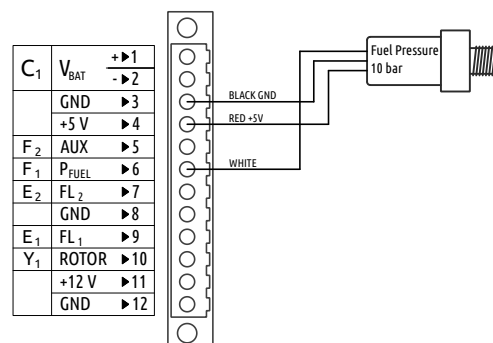 C1 VBAT +▶1
-▶2
GND ▶3
+5 V ▶4
F2 AUX ▶5
F1 PFUEL ▶6
E2 FL2 ▶7
GND ▶8
E1 FL1 ▶9
Y1 ROTOR ▶10
+12 V ▶11
GND ▶12
BLACK GND
RED +5V
WHITE
Fuel Pressure
10 bar